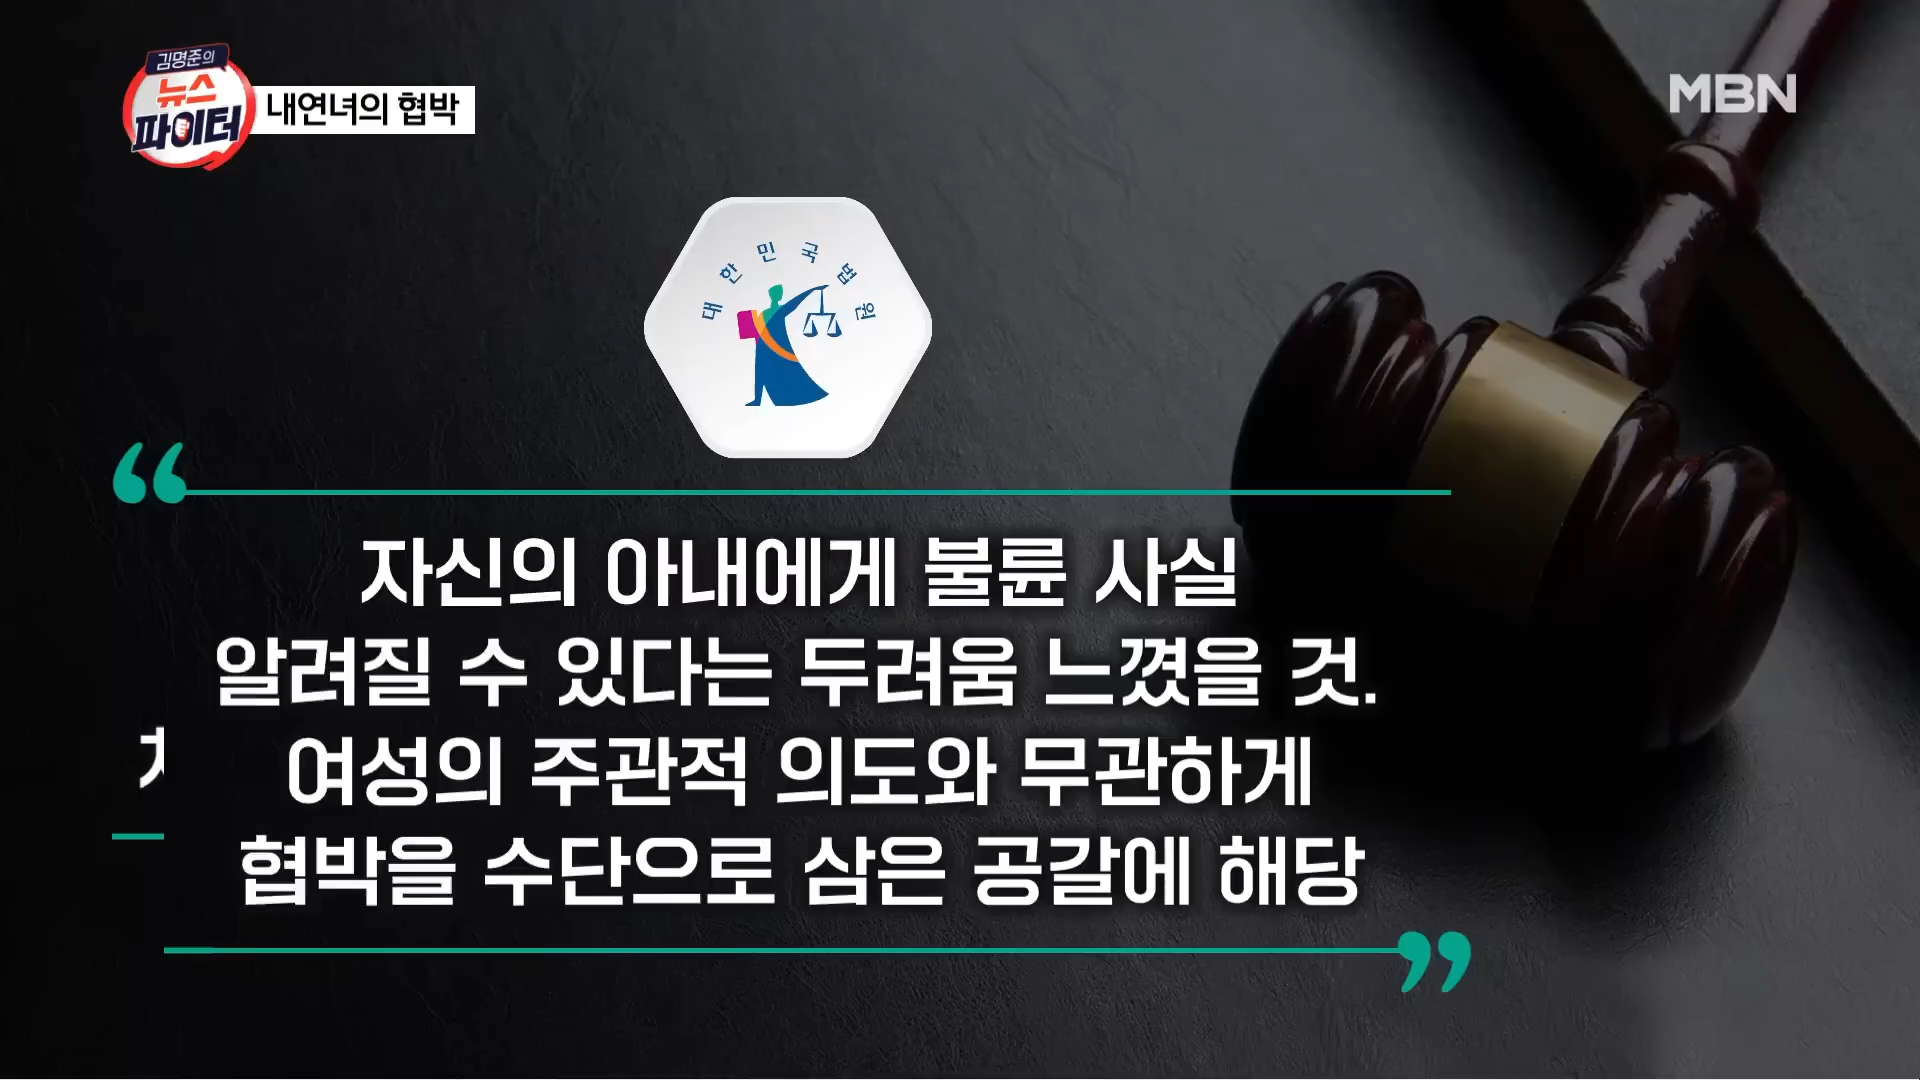 김명준의
뉴스
파이터
내연녀의 협박
MBN
대한민국법원
자신의 아내에게 불륜 사실
알려질 수 있다는 두려움 느꼈을 것.
여성의 주관적 의도와 무관하게
협박을 수단으로 삼은 공갈에 해당